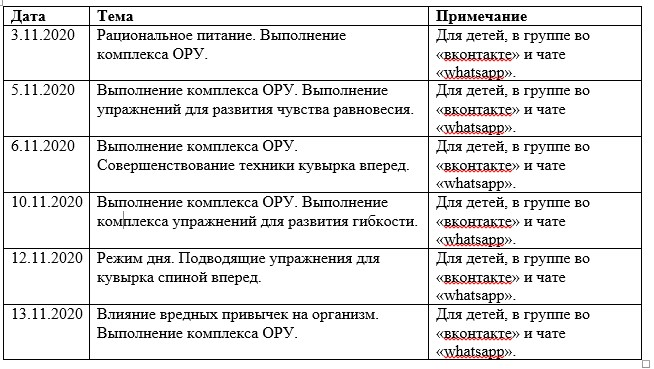 Дата Тема Примечание
3.11.2020 Рациональное питание. Выполнение Для детей, в группе во
комплекса ОРУ. «вконтакте» и чате
«whatsapp».
5.11.2020 Выполнение комплекса ОРУ. Выполнение Для детей, в группе во
упражнений для развития чувства равновесия. «вконтакте» и чате
«whatsapp».
6.11.2020 Выполнение комплекса ОРУ. Для детей, в группе во
Совершенствование техники кувырка вперед. «вконтакте» и чате
«whatsapp».
10.11.2020 Выполнение комплекса ОРУ. Выполнение Для детей, в группе во
комплекса упражнений для развития гибкости. «вконтакте» и чате
«whatsapp».
12.11.2020 Режим дня. Подводящие упражнения для Для детей, в группе во
кувырка спиной вперед. «вконтакте» и чате
«whatsapp».
13.11.2020 Влияние вредных привычек на организм. Для детей, в группе во
Выполнение комплекса ОРУ. «вконтакте» и чате
«whatsapp».